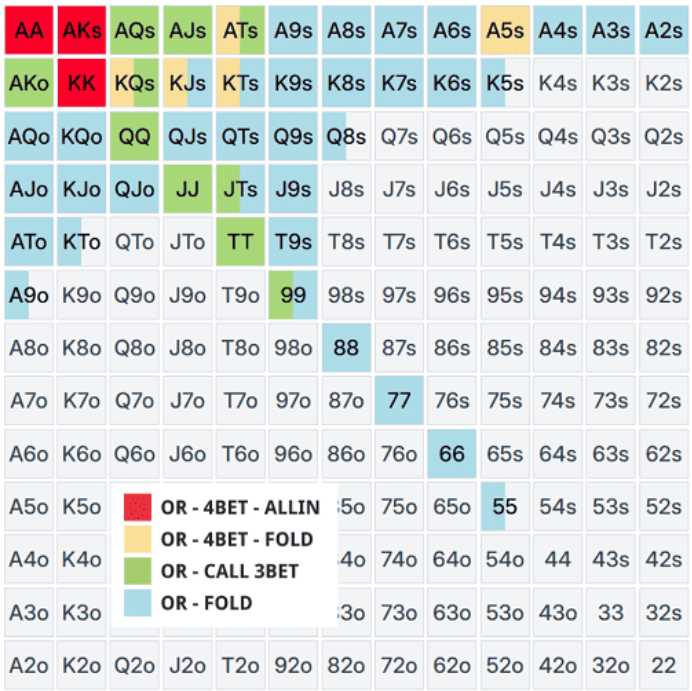 AA AKs AQs AJs ATs A9s A8s A7s A6s A5s A4s A3s A2s
AKo KK KQs KJs KTs K9s K8s K7s K6s K5s K4s K3s K2s
AQo KQo QQ QJs QTs Q9s Q8s Q7s Q6s Q5s Q4s Q3s Q2s
AJo KJo QJo JJ JTs J9s J8s J7s J6s J5s J4s J3s J2s
ATo KTo QTo JTo TT T9s T8s T7s T6s T5s T4s T3s T2s
A9o K9o Q9o J9o T9o 99 98s 97s 96s 95s 94s 93s 92s
A8o K8o Q8o J8o T8o 98o 88 87s 86s 85s 84s 83s 82s
A7o K7o Q7o J7o T7o 97o 87o 77 76s 75s 74s 73s 72s
A6o K6o Q6o J6o T6o 96o 86o 76o 66 65s 64s 63s 62s
A5o K5o 85o 75o 65o 55 54s 53s 52s
A4o K4o 84o 74o 64o 54o 44 43s 42s
A3o K3o 83o 73o 63o 53o 43o 33 32s
A2o K2o Q2o J2o T2o 92o 82o 72o 62o 52o 42o 32o 22
OR - 4BET - ALLIN
OR - 4BET - FOLD
OR - CALL 3BET
OR - FOLD